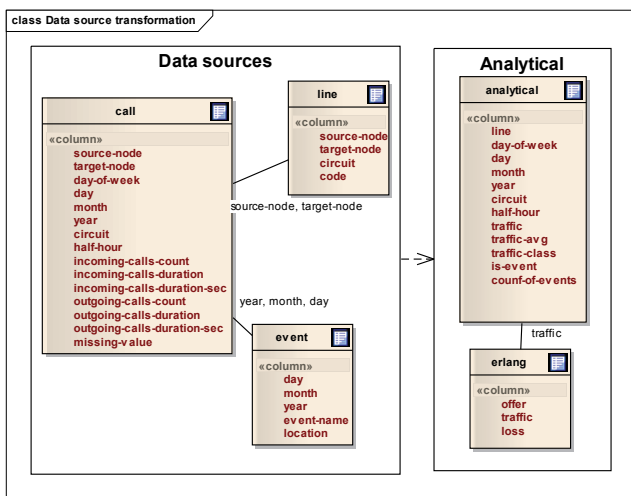 class Data source transformation
Data sources
call
«column»
source-node
target-node
day-of-week
day
month
year
circuit
half-hour
incoming-calls-count
incoming-calls-duration
incoming-calls-duration-sec
outgoing-calls-count
outgoing-calls-duration
outgoing-calls-duration-sec
missing-value
line
«column»
source-node
target-node
circuit
code
source-node, target-node
year, month, day
event
«column»
day
month
year
event-name
location
Analytical
analytical
«column»
line
day-of-week
day
month
year
circuit
half-hour
traffic
traffic-avg
traffic-class
is-event
counf-of-events
traffic
erlang
«column»
offer
traffic
loss